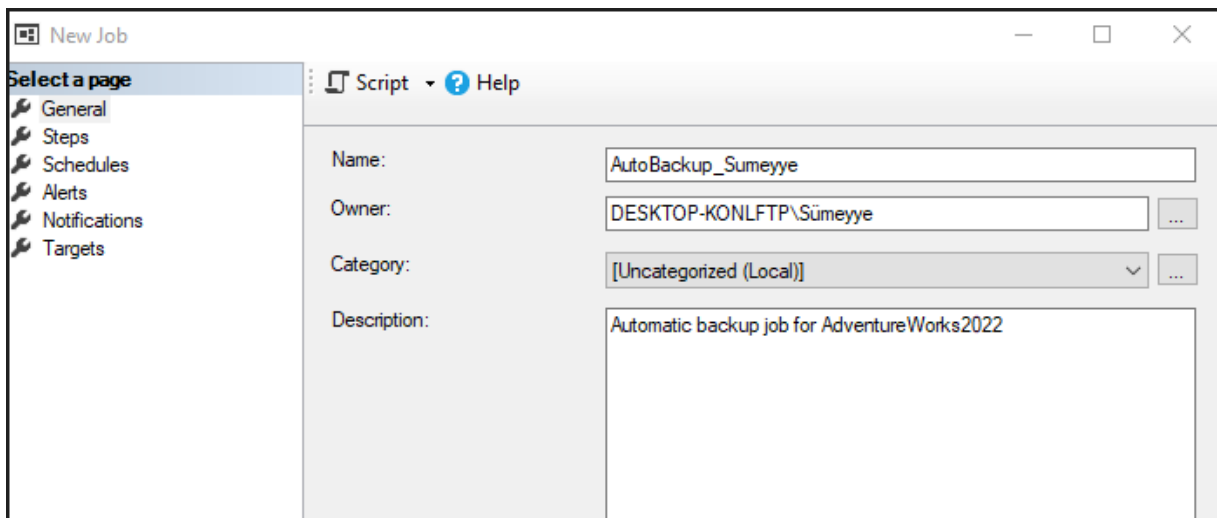 New Job
Select a page
General
Steps
Schedules
Alerts
Notifications
Targets
Script Help
Name: AutoBackup_Sumeyye
Owner: DESKTOP-KONLFTP\Sümeyye ...
Category: [Uncategorized (Local)] ...
Description: Automatic backup job for AdventureWorks2022